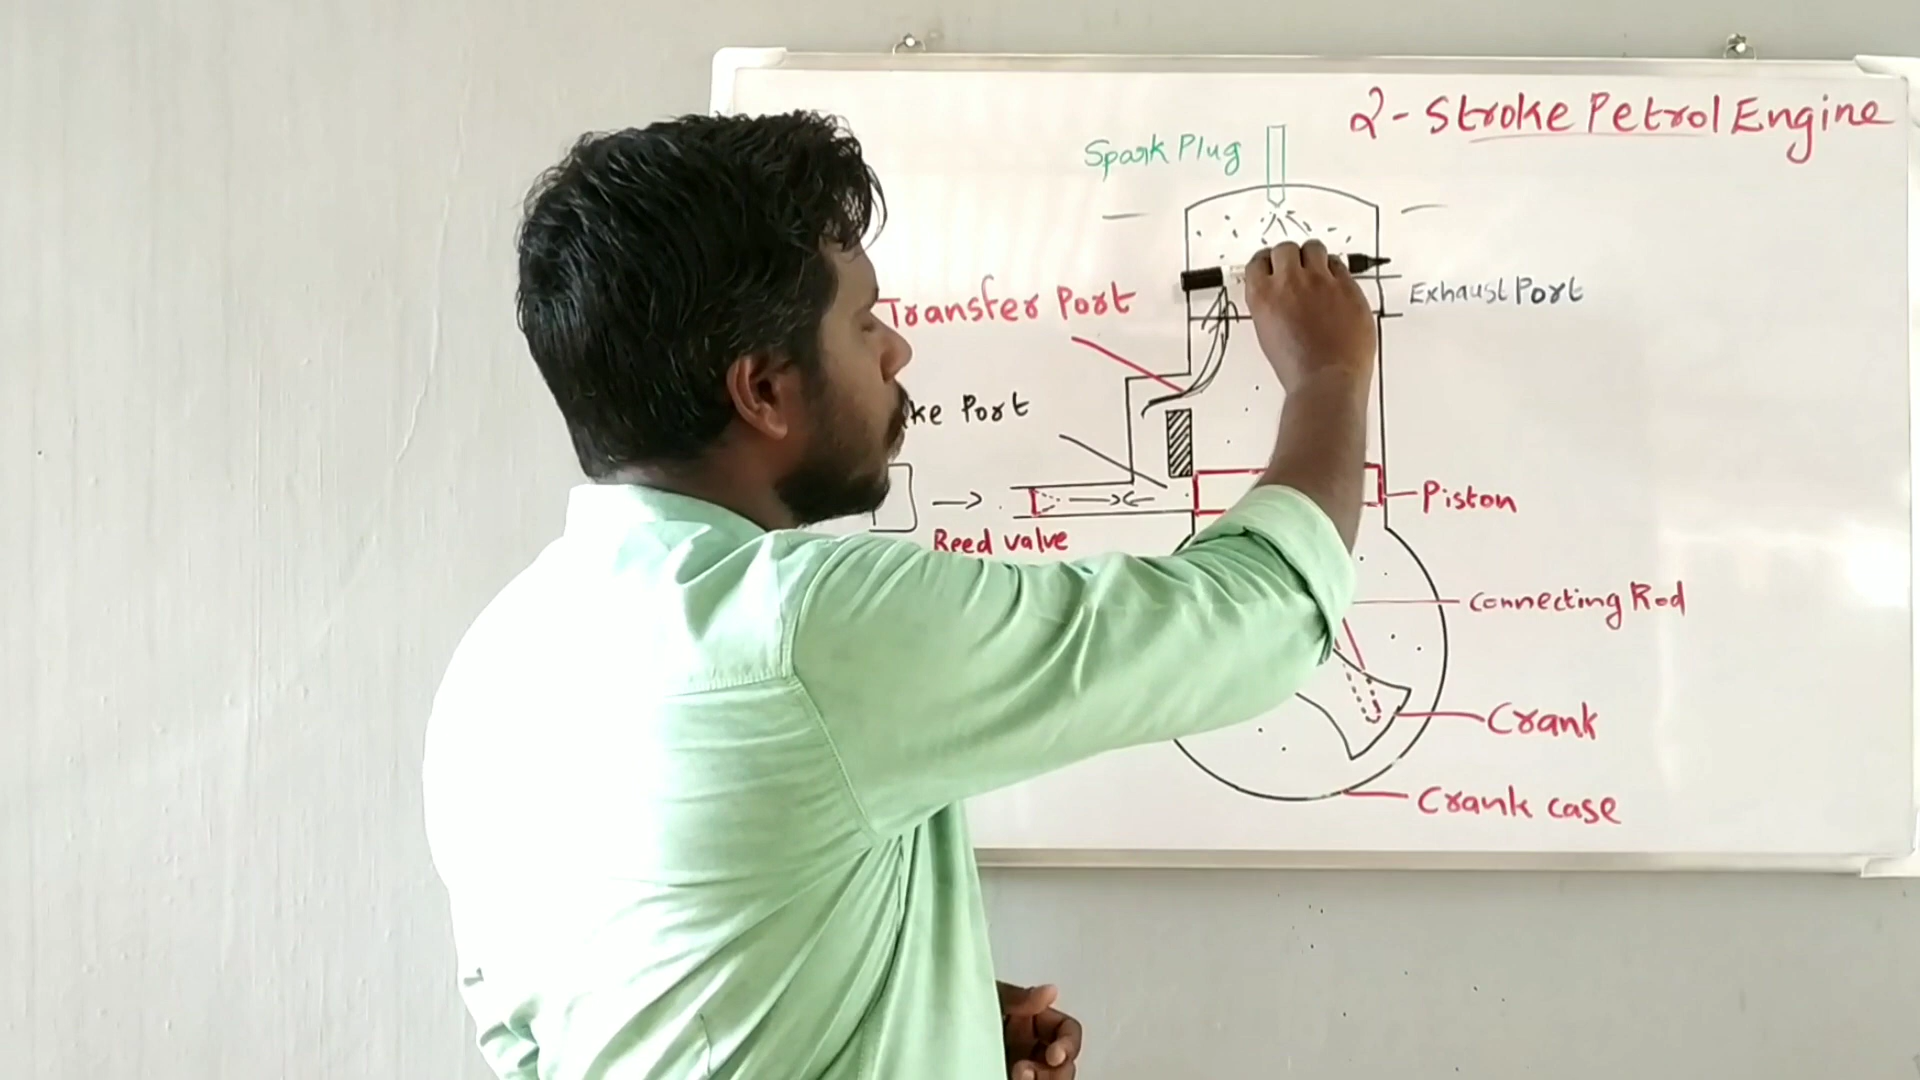 2-Stroke Petrol Engine
Spark Plug
Exhaust Port
Transfer Port
ke Port
Piston
Reed valve
Connecting Rod
Crank
Crank case